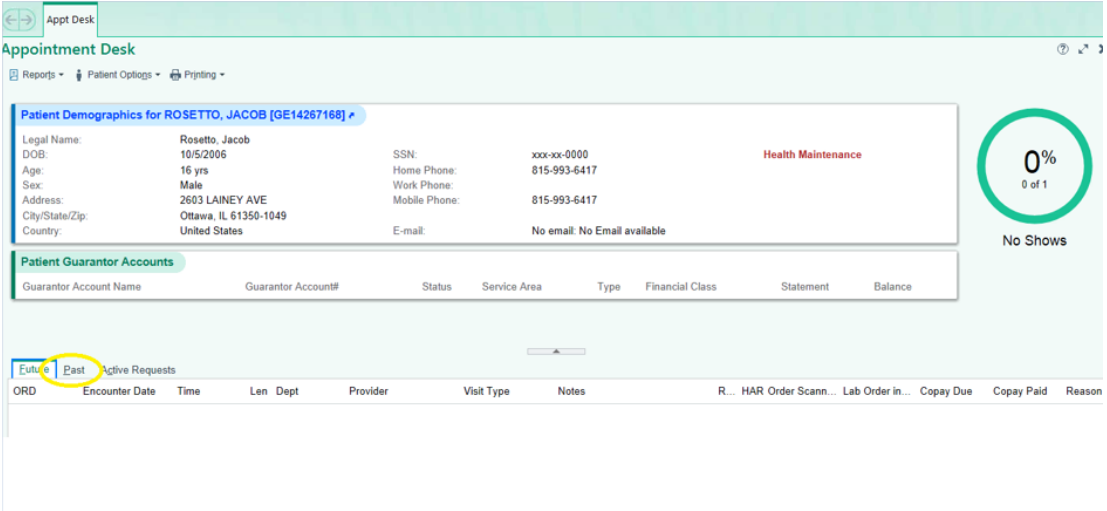 Appt Desk
Appointment Desk
Reports Patient Options Printing
Patient Demographics for ROSETTO, JACOB [GE14267168]
Legal Name: Rosetto, Jacob
DOB: 10/5/2006 SSN: xxx-xx-0000 Health Maintenance
Age: 16 yrs Home Phone: 815-993-6417
Sex: Male Work Phone:
Address: 2603 LAINEY AVE Mobile Phone: 815-993-6417
City/State/Zip: Ottawa, IL 61350-1049
Country: United States E-mail: No email: No Email available
0%
0 of 1
No Shows
Patient Guarantor Accounts
Guarantor Account Name Guarantor Account# Status Service Area Type Financial Class Statement Balance
Future Past Active Requests
ORD Encounter Date Time Len Dept Provider Visit Type Notes R... HAR Order Scann... Lab Order in... Copay Due Copay Paid Reason